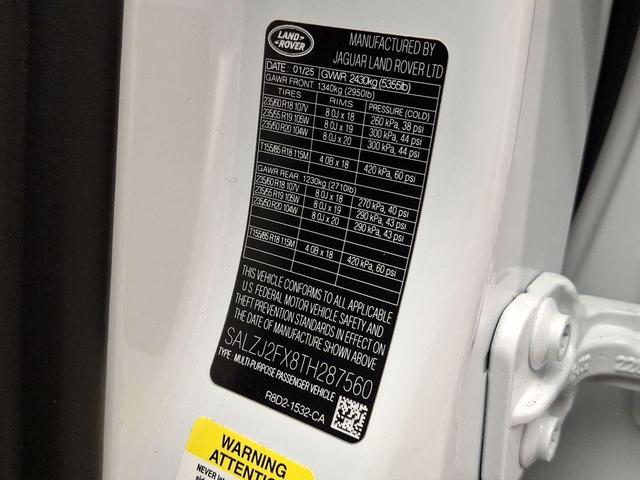 LAND
ROVER
MANUFACTURED BY
JAGUAR LAND ROVER LTD
DATE: 01/25 GVWR 2430kg (5355lb)
GAWR FRONT: 1340kg (2950lb)
TIRES RIMS PRESSURE (COLD)
235/60 R18 107V 8.0J x 18 260 kPa, 38 psi
235/55 R19 105W 8.0J x 19 300 kPa, 44 psi
235/50 R20 104W 8.0J x 20 300 kPa, 44 psi
T155/85 R18 115M 4.0B x 18 420 kPa, 60 psi
GAWR REAR 1230kg (2710lb)
235/60 R18 107V 8.0J x 18 270 kPa, 40 psi
235/55 R19 105W 8.0J x 19 290 kPa, 43 psi
235/50 R20 104W 8.0J x 20 290 kPa, 43 psi
T155/85 R18 115M 4.0B x 18 420 kPa, 60 psi
THIS VEHICLE CONFORMS TO ALL APPLICABLE
U.S. FEDERAL MOTOR VEHICLE SAFETY AND
THEFT PREVENTION STANDARDS IN EFFECT ON
THE DATE OF MANUFACTURE SHOWN ABOVE
SALZJ2FX8TH287560
TYPE MULTI-PURPOSE PASSENGER VEHICLE
R8D2-1532-CA
WARNING
NEVER